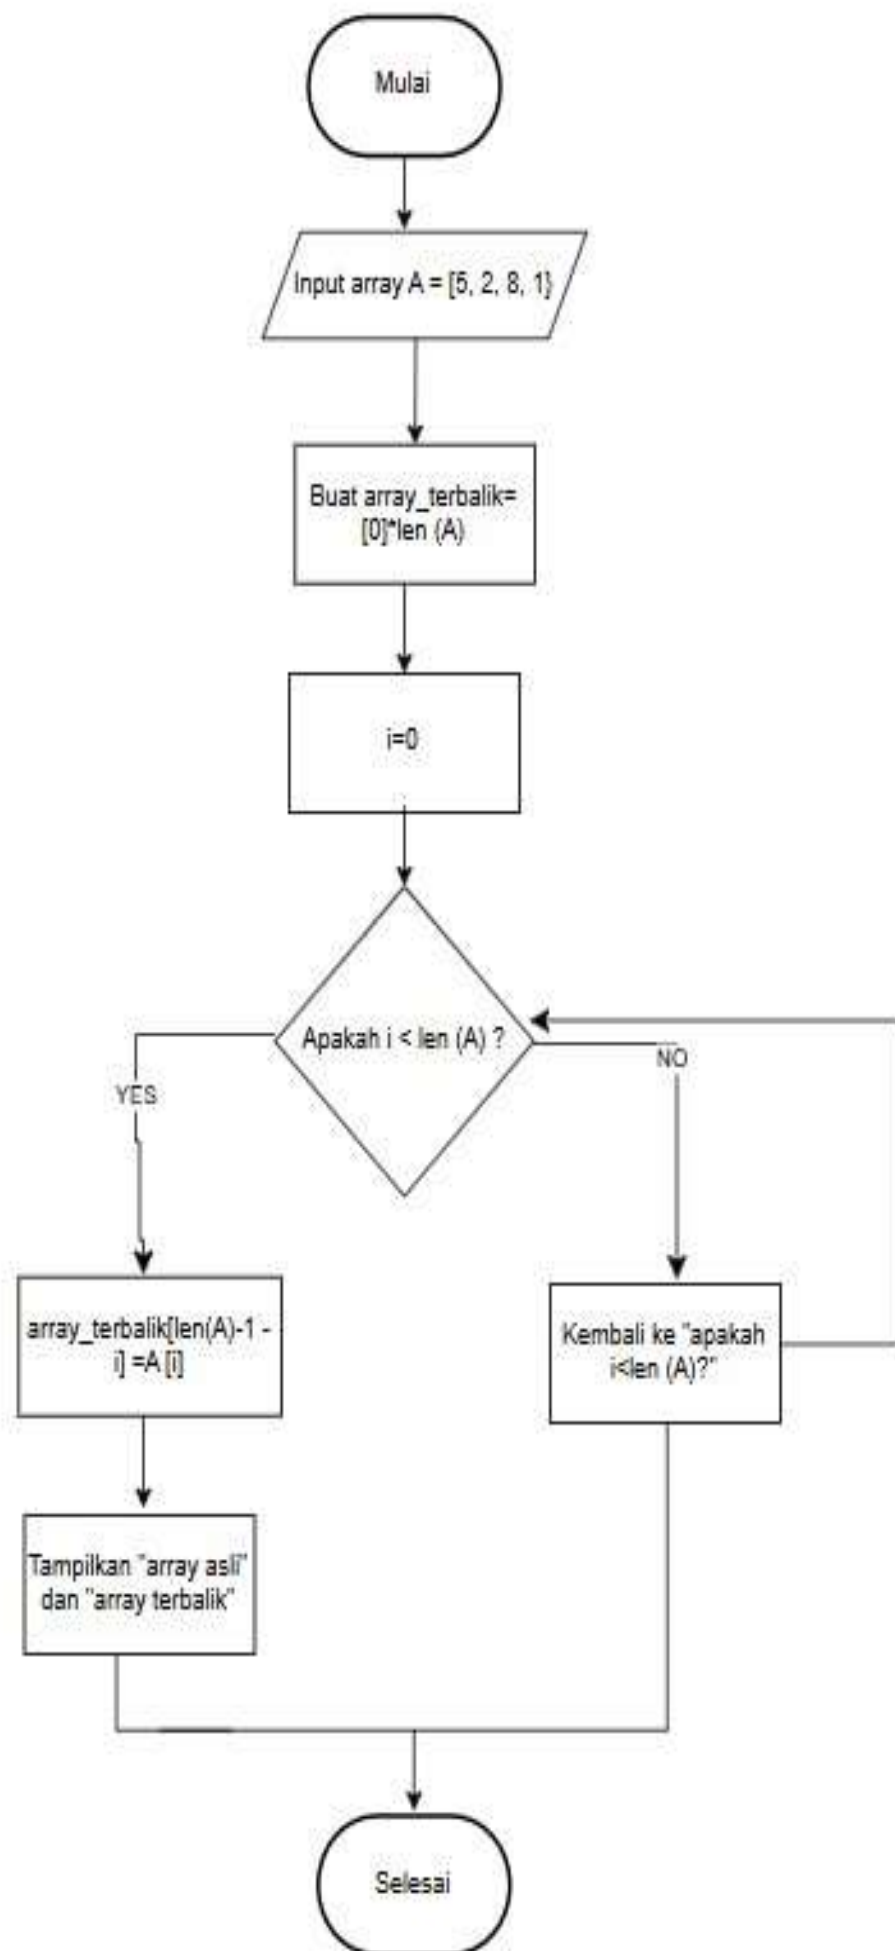 Mulai
Input array A = [5, 2, 8, 1}
Buat array_terbalik=
[0]*len (A)
i=0
Apakah i < len (A) ?
YES
NO
array_terbalik[len(A)-1 -
i] =A [i]
Kembali ke "apakah
i<len (A)?"
Tampilkan "array asli"
dan "array terbalik"
Selesai